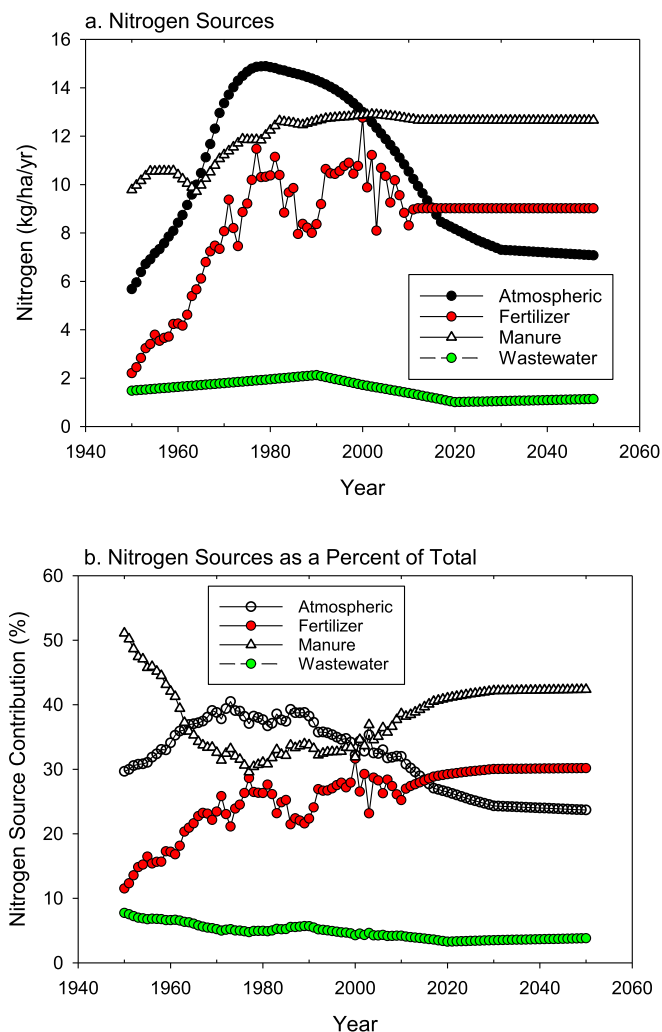 a. Nitrogen Sources
16
14
12
10
8
6
4
2
0
Nitrogen (kg/ha/yr)
Atmospheric
Fertilizer
Manure
Wastewater
1940 1960 1980 2000 2020 2040 2060
Year
b. Nitrogen Sources as a Percent of Total
60
50
40
30
20
10
0
Nitrogen Source Contribution (%)
Atmospheric
Fertilizer
Manure
Wastewater
1940 1960 1980 2000 2020 2040 2060
Year